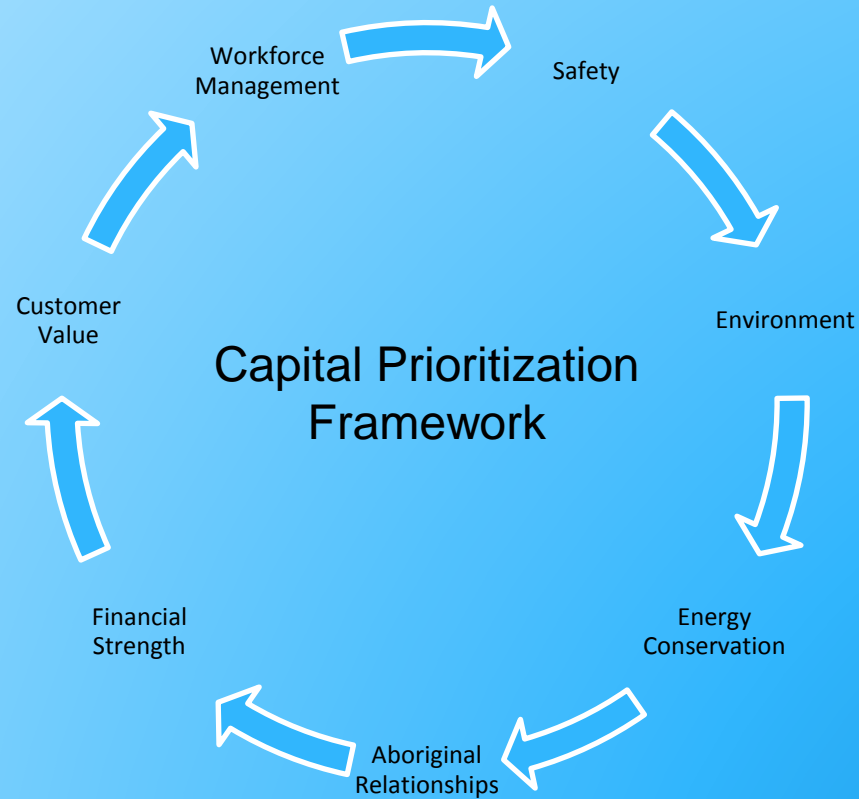 Workforce
Management
Safety
Customer
Value
Environment
Capital Prioritization
Framework
Financial
Strength
Energy
Conservation
Aboriginal
Relationships